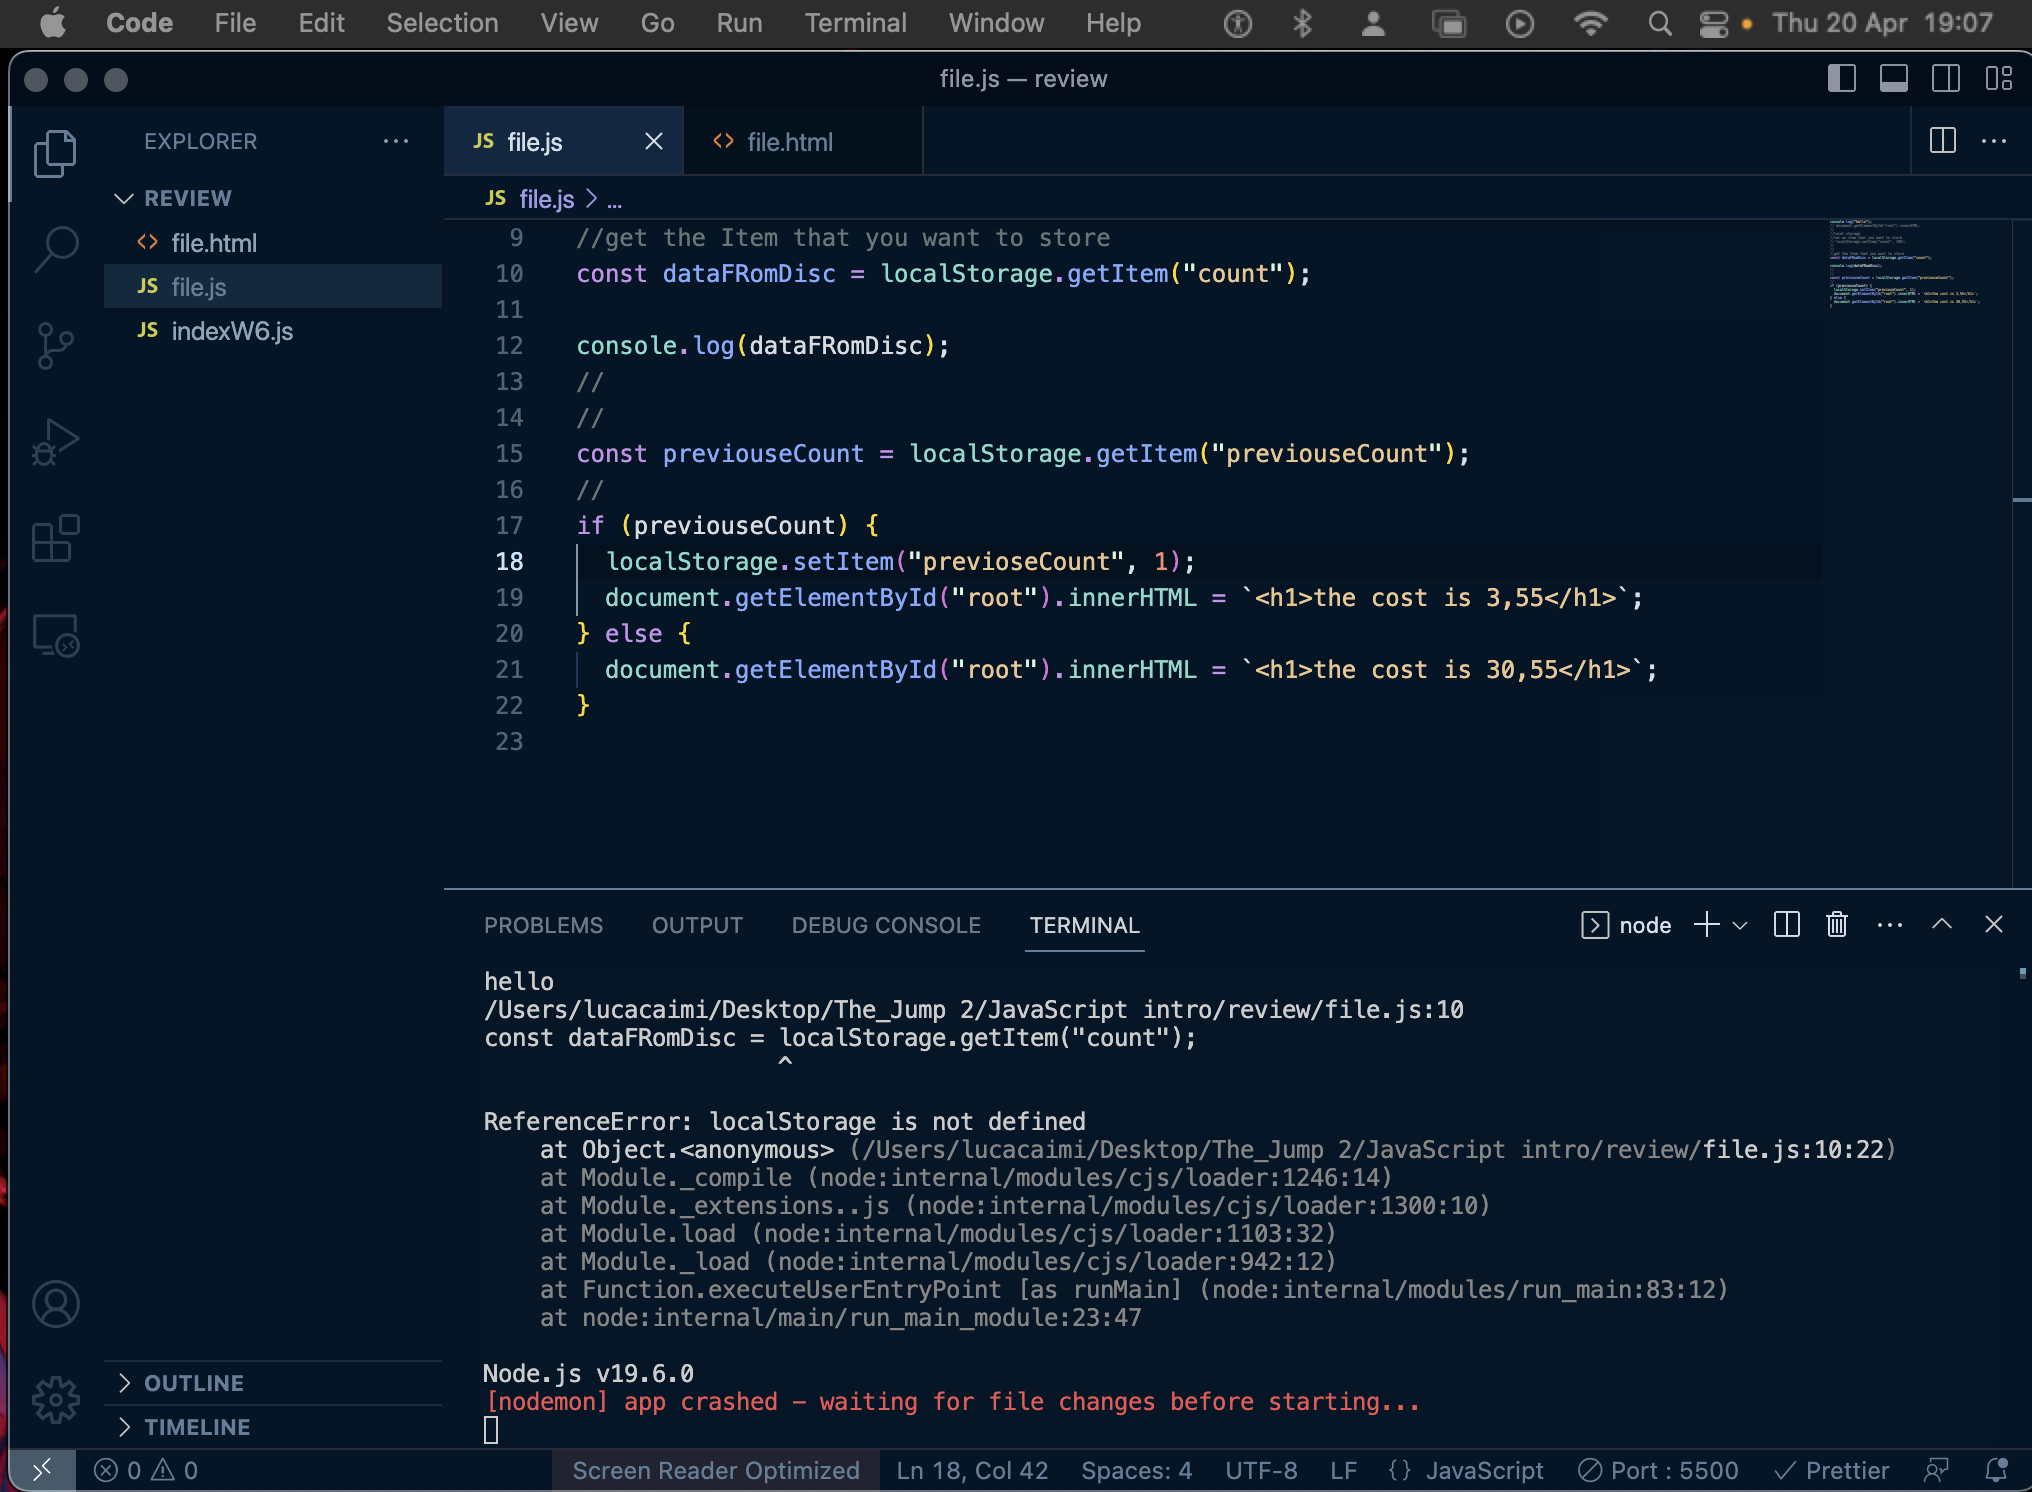 Code File Edit Selection View Go Run Terminal Window Help Thu 20 Apr 19:07
file.js — review
EXPLORER
REVIEW
file.html
JS file.js
JS indexW6.js
JS file.js
file.html
JS file.js > ...
9 //get the Item that you want to store
10 const dataFRomDisc = localStorage.getItem("count");
11
12 console.log(dataFRomDisc);
13 //
14 //
15 const previouseCount = localStorage.getItem("previouseCount");
16 //
17 if (previouseCount) {
18 localStorage.setItem("previoseCount", 1);
19 document.getElementById("root").innerHTML = `<h1>the cost is 3,55</h1>`;
20 } else {
21 document.getElementById("root").innerHTML = `<h1>the cost is 30,55</h1>`;
22 }
23
PROBLEMS OUTPUT DEBUG CONSOLE TERMINAL node
hello
/Users/lucacaimi/Desktop/The_Jump 2/JavaScript intro/review/file.js:10
const dataFRomDisc = localStorage.getItem("count");
^
ReferenceError: localStorage is not defined
at Object.<anonymous> (/Users/lucacaimi/Desktop/The_Jump 2/JavaScript intro/review/file.js:10:22)
at Module._compile (node:internal/modules/cjs/loader:1246:14)
at Module._extensions..js (node:internal/modules/cjs/loader:1300:10)
at Module.load (node:internal/modules/cjs/loader:1103:32)
at Module._load (node:internal/modules/cjs/loader:942:12)
at Function.executeUserEntryPoint [as runMain] (node:internal/modules/run_main:83:12)
at node:internal/main/run_main_module:23:47
Node.js v19.6.0
[nodemon] app crashed - waiting for file changes before starting...
OUTLINE
TIMELINE
0 0 Screen Reader Optimized Ln 18, Col 42 Spaces: 4 UTF-8 LF {} JavaScript Port : 5500 Prettier